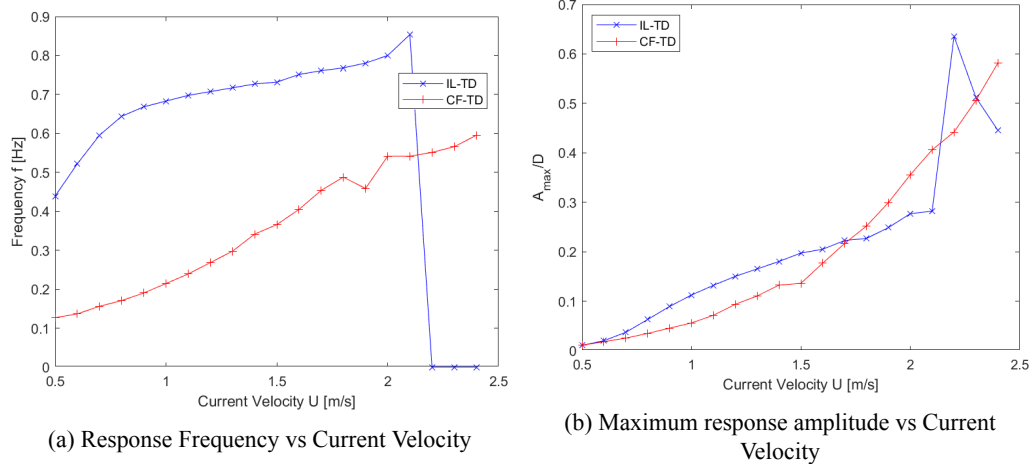 0.9
0.8
0.7
0.6
0.5
0.4
0.3
0.2
0.1
0
Frequency f [Hz]
IL-TD
CF-TD
0.5 1 1.5 2 2.5
Current Velocity U [m/s]
(a) Response Frequency vs Current Velocity
0.7
0.6
0.5
0.4
0.3
0.2
0.1
0
A_max/D
IL-TD
CF-TD
0.5 1 1.5 2 2.5
Current Velocity U [m/s]
(b) Maximum response amplitude vs Current
Velocity